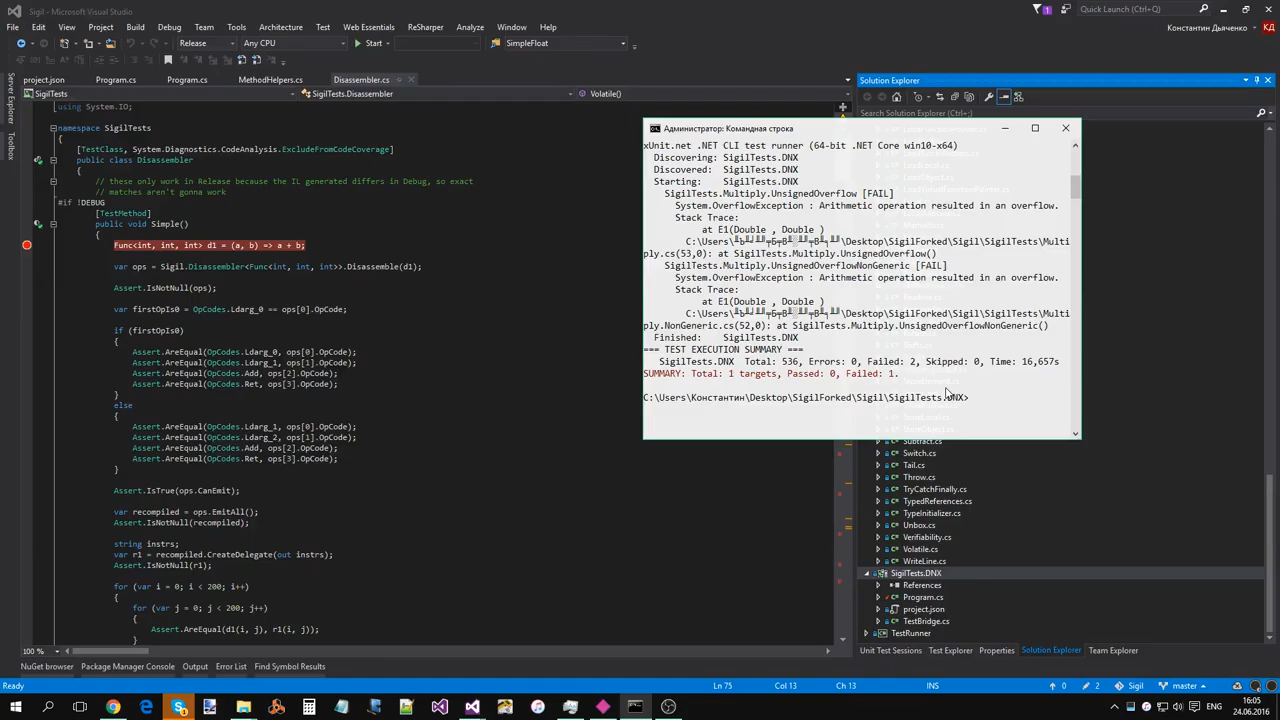 Sigil - Microsoft Visual Studio
1
Quick Launch (Ctrl+Q)
File Edit View Project Build Debug Team Tools Architecture Test Analyze Window Help
Константин Дьяченко КД
Release Any CPU Start SimpleFloat
Server Explorer
project.json Program.cs Program.cs MethodHelpers.cs Disassembler.cs
SigilTests SigilTests.Disassembler Volatile()
using System.IO;
namespace SigilTests
{
[TestClass, System.Diagnostics.CodeAnalysis.ExcludeFromCodeCoverage]
public class Disassembler
{
// these only work in Release because the IL generated differs in Debug, so exact
// matches aren't gonna work
#if !DEBUG
[TestMethod]
public void Simple()
{
Func<int, int, int> d1 = (a, b) => a + b;
var ops = Sigil.Disassembler<Func<int, int, int>>.Disassemble(d1);
Assert.IsNotNull(ops);
var firstOpIs0 = OpCodes.Ldarg_0 == ops[0].OpCode;
if (firstOpIs0)
{
Assert.AreEqual(OpCodes.Ldarg_0, ops[0].OpCode);
Assert.AreEqual(OpCodes.Ldarg_1, ops[1].OpCode);
Assert.AreEqual(OpCodes.Add, ops[2].OpCode);
Assert.AreEqual(OpCodes.Ret, ops[3].OpCode);
}
else
{
Assert.AreEqual(OpCodes.Ldarg_1, ops[0].OpCode);
Assert.AreEqual(OpCodes.Ldarg_2, ops[1].OpCode);
Assert.AreEqual(OpCodes.Add, ops[2].OpCode);
Assert.AreEqual(OpCodes.Ret, ops[3].OpCode);
}
Assert.IsTrue(ops.CanEmit);
var recompiled = ops.EmitAll();
Assert.IsNotNull(recompiled);
string instrs;
var r1 = recompiled.CreateDelegate(out instrs);
Assert.IsNotNull(r1);
for (var i = 0; i < 200; i++)
{
for (var j = 0; j < 200; j++)
{
Assert.AreEqual(d1(i, j), r1(i, j));
}
100 %
Администратор: Командная строка
xUnit.net .NET CLI test runner (64-bit .NET Core win10-x64)
Discovering: SigilTests.DNX
Discovered: SigilTests.DNX
Starting: SigilTests.DNX
SigilTests.Multiply.UnsignedOverflow [FAIL]
System.OverflowException : Arithmetic operation resulted in an overflow.
Stack Trace:
at E1(Double , Double )
\Desktop\SigilForked\Sigil\SigilTests\Multi
ply.cs(53,0): at SigilTests.Multiply.UnsignedOverflow()
SigilTests.Multiply.UnsignedOverflowNonGeneric [FAIL]
System.OverflowException : Arithmetic operation resulted in an overflow.
Stack Trace:
at E1(Double , Double )
\Desktop\SigilForked\Sigil\SigilTests\Multi
ply.NonGeneric.cs(52,0): at SigilTests.Multiply.UnsignedOverflowNonGeneric()
Finished: SigilTests.DNX
=== TEST EXECUTION SUMMARY ===
SigilTests.DNX Total: 536, Errors: 0, Failed: 2, Skipped: 0, Time: 16,657s
SUMMARY: Total: 1 targets, Passed: 0, Failed: 1.
C:\Users\Константин\Desktop\SigilForked\Sigil\SigilTests.DNX>
Solution Explorer
Search Solution Explorer (Ctrl+;)
Subtract.cs
Switch.cs
Tail.cs
Throw.cs
TryCatchFinally.cs
TypedReferences.cs
TypeInitializer.cs
Unbox.cs
Verifiability.cs
Volatile.cs
WriteLine.cs
SigilTests.DNX
References
Program.cs
project.json
TestBridge.cs
TestRunner
Unit Test Sessions Test Explorer Properties Solution Explorer Team Explorer
NuGet browser Package Manager Console Output Error List Find Symbol Results
Ready Ln 75 Col 13 Ch 13 INS 0 2 Sigil master
ENG
16:05
24.06.2016